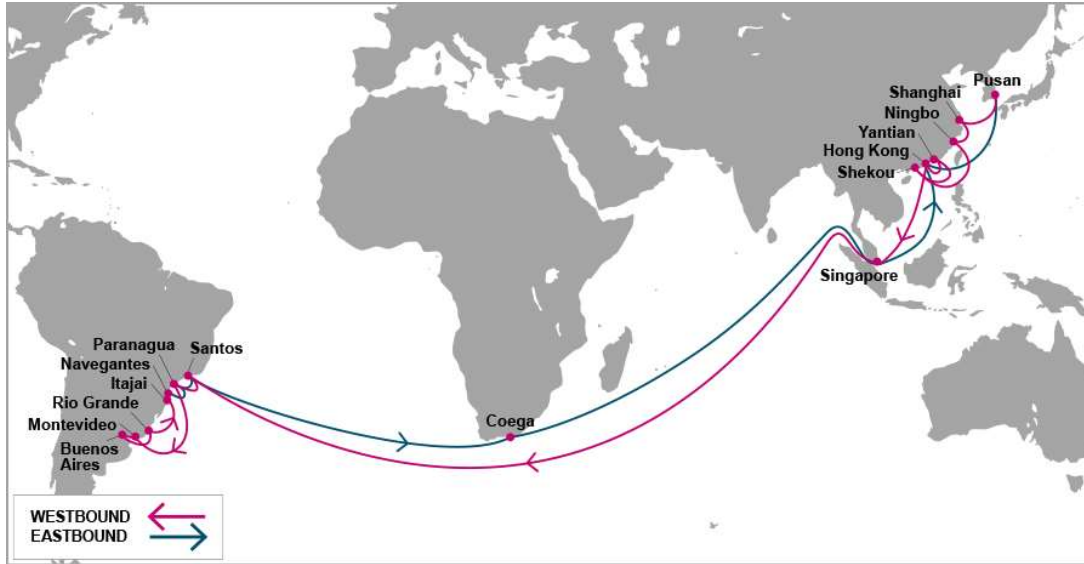 Pusan
Shanghai
Ningbo
Yantian
Hong Kong
Shekou
Singapore
Paranagua
Santos
Navegantes
Itajai
Rio Grande
Coega
Montevideo
Buenos
Aires
WESTBOUND
EASTBOUND